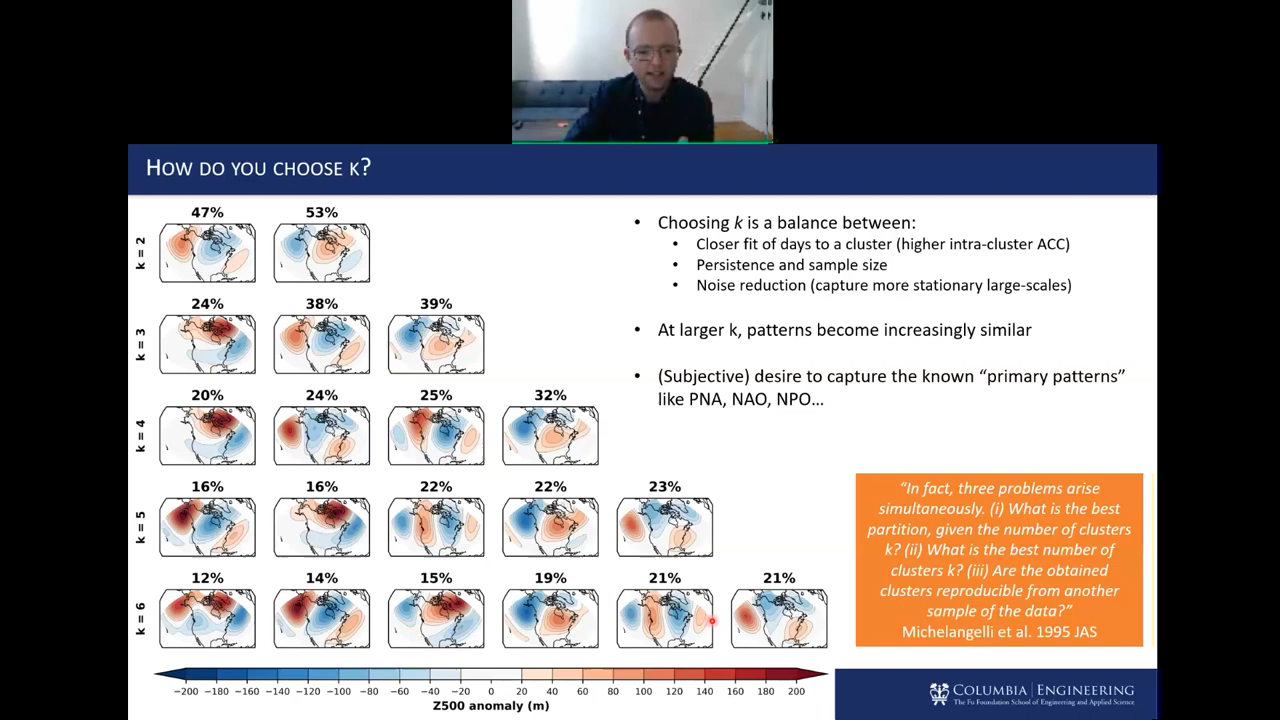 HOW DO YOU CHOOSE K?
47% 53%
k = 2
24% 38% 39%
k = 3
20% 24% 25% 32%
k = 4
16% 16% 22% 22% 23%
k = 5
12% 14% 15% 19% 21% 21%
k = 6
−200 −180 −160 −140 −120 −100 −80 −60 −40 −20 0 20 40 60 80 100 120 140 160 180 200
Z500 anomaly (m)
• Choosing k is a balance between:
• Closer fit of days to a cluster (higher intra-cluster ACC)
• Persistence and sample size
• Noise reduction (capture more stationary large-scales)
• At larger k, patterns become increasingly similar
• (Subjective) desire to capture the known “primary patterns”
like PNA, NAO, NPO…
“In fact, three problems arise
simultaneously. (i) What is the best
partition, given the number of clusters
k? (ii) What is the best number of
clusters k? (iii) Are the obtained
clusters reproducible from another
sample of the data?”
Michelangelli et al. 1995 JAS
COLUMBIA | ENGINEERING
The Fu Foundation School of Engineering and Applied Science